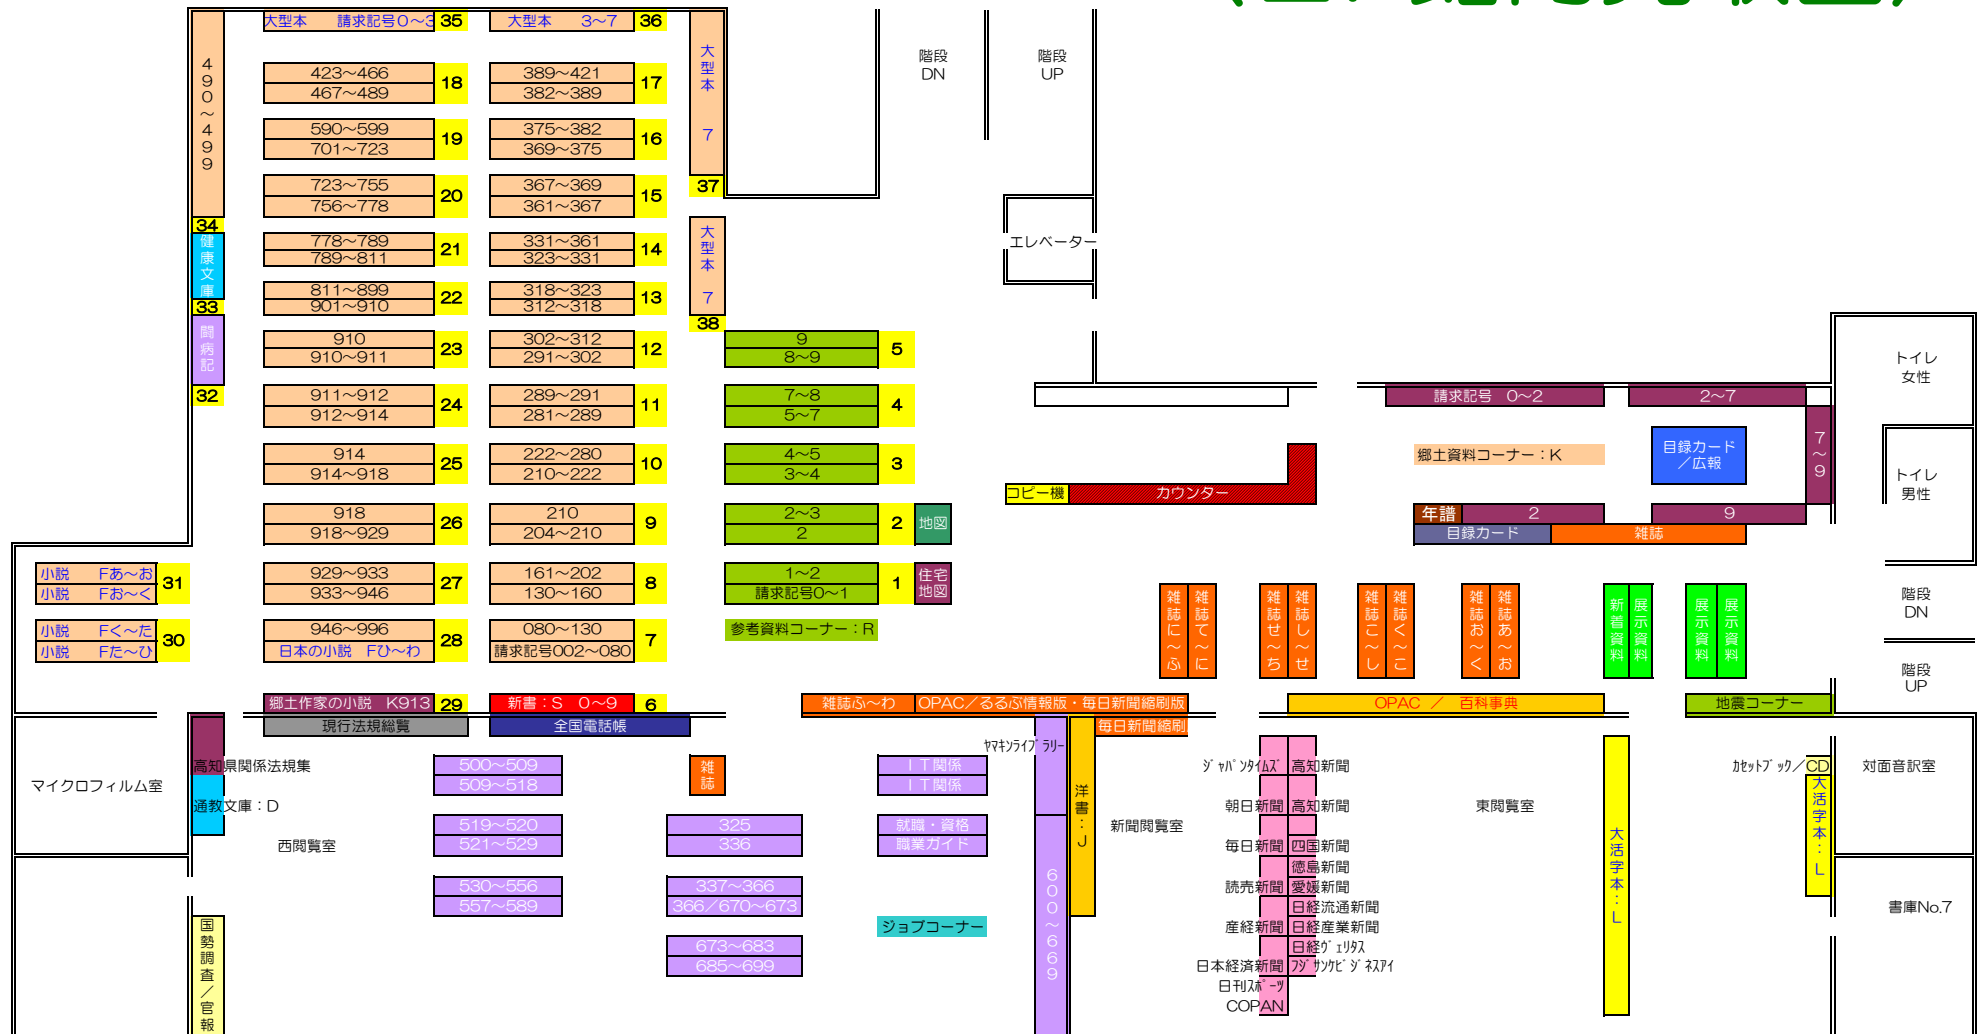 大型本　請求記号０～３ 35
大型本　3～7 36
490～499
423～466
467～489
18
389～421
382～389
17
大型本　7
階段
DN
階段
UP
590～599
701～723
19
375～382
369～375
16
723～755
756～778
20
367～369
361～367
15
37
34
健康文庫
778～789
789～811
21
331～361
323～331
14
大型本　7
エレベーター
811～899
901～910
22
318～323
312～318
13
33
闘病記
38
910
910～911
23
302～312
291～302
12
9
8～9
5
トイレ
女性
32
911～912
912～914
24
289～291
281～289
11
7～8
5～7
4
請求記号　0～2
2～7
7～9
914
914～918
25
222～280
210～222
10
4～5
3～4
3
郷土資料コーナー：K
目録カード
／広報
トイレ
男性
コピー機
カウンター
918
918～929
26
210
204～210
9
2～3
2
2
地図
年譜
2
9
目録カード
雑誌
小説　Fあ～お
小説　Fお～く
31
929～933
933～946
27
161～202
130～160
8
1～2
請求記号0～1
1
住宅
地図
雑誌に～ふ
雑誌て～に
雑誌せ～ち
雑誌し～せ
雑誌こ～し
雑誌く～こ
雑誌お～く
雑誌あ～お
新着資料
展示資料
展示資料
展示資料
階段
DN
小説　Fく～た
小説　Fた～ひ
30
946～996
日本の小説　Fひ～わ
28
080～130
請求記号002～080
7
参考資料コーナー：R
階段
UP
郷土作家の小説　K913
29
新書：S　0～9
6
雑誌ふ～わ
OPAC／るるぶ情報版・毎日新聞縮刷版
OPAC　／　百科事典
地震コーナー
現行法規総覧
全国電話帳
毎日新聞縮刷
ﾔﾏｷﾝﾗｲﾌﾞﾗﾘｰ
マイクロフィルム室
高知県関係法規集
通教文庫：D
西閲覧室
500～509
509～518
雑誌
ＩＴ関係
ＩＴ関係
519～520
521～529
325
336
就職・資格
職業ガイド
530～556
557～589
337～366
366／670～673
ジョブコーナー
673～683
685～699
600～669
洋書：J
新聞閲覧室
ｼﾞｬﾊﾟﾝﾀｲﾑｽﾞ
高知新聞
朝日新聞
高知新聞
毎日新聞
四国新聞
徳島新聞
読売新聞
愛媛新聞
日経流通新聞
産経新聞
日経産業新聞
日経ｳﾞｪﾘﾀｽ
日本経済新聞
ﾌｼﾞｻﾝｹｲﾋﾞｼﾞﾈｽｱｲ
日刊ｽﾎﾟｰﾂ
COPAN
東閲覧室
大活字本：L
ｶｾｯﾄﾌﾞｯｸ／CD
大活字本：L
対面音訳室
書庫No.7
国勢調査／官報